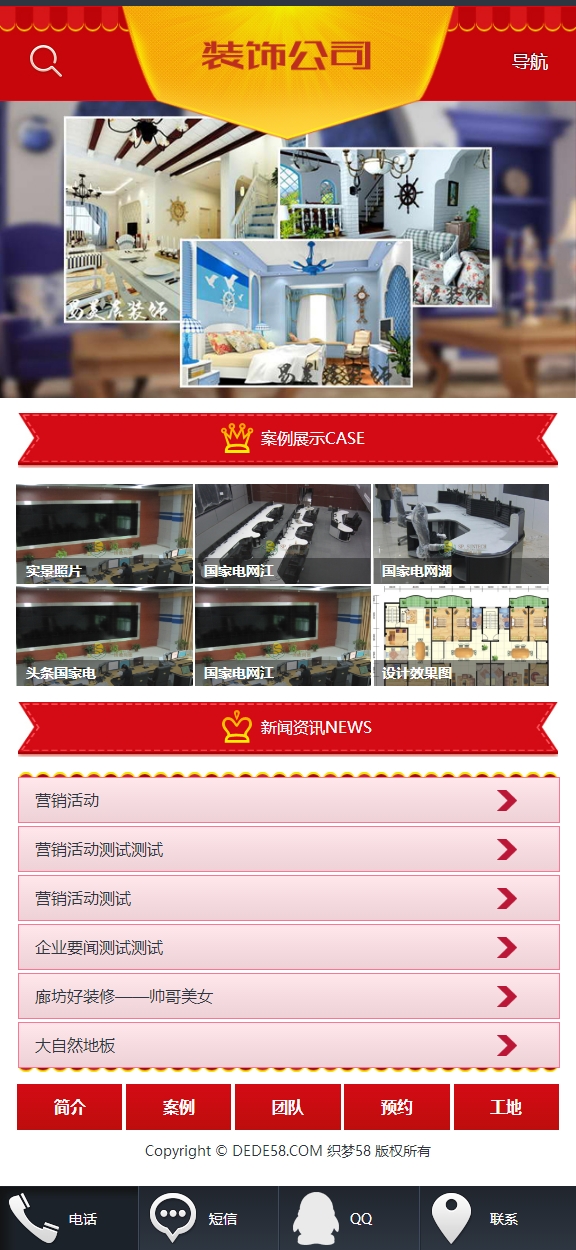 装饰公司
导航
易美居装饰
居装饰
易美居装饰
案例展示CASE
实景照片
国家电网江
国家电网湖
头条国家电
国家电网江
设计效果图
新闻资讯NEWS
营销活动
营销活动测试测试
营销活动测试
企业要闻测试测试
廊坊好装修——帅哥美女
大自然地板
简介
案例
团队
预约
工地
Copyright © DEDE58.COM 织梦58 版权所有
电话
短信
QQ
联系